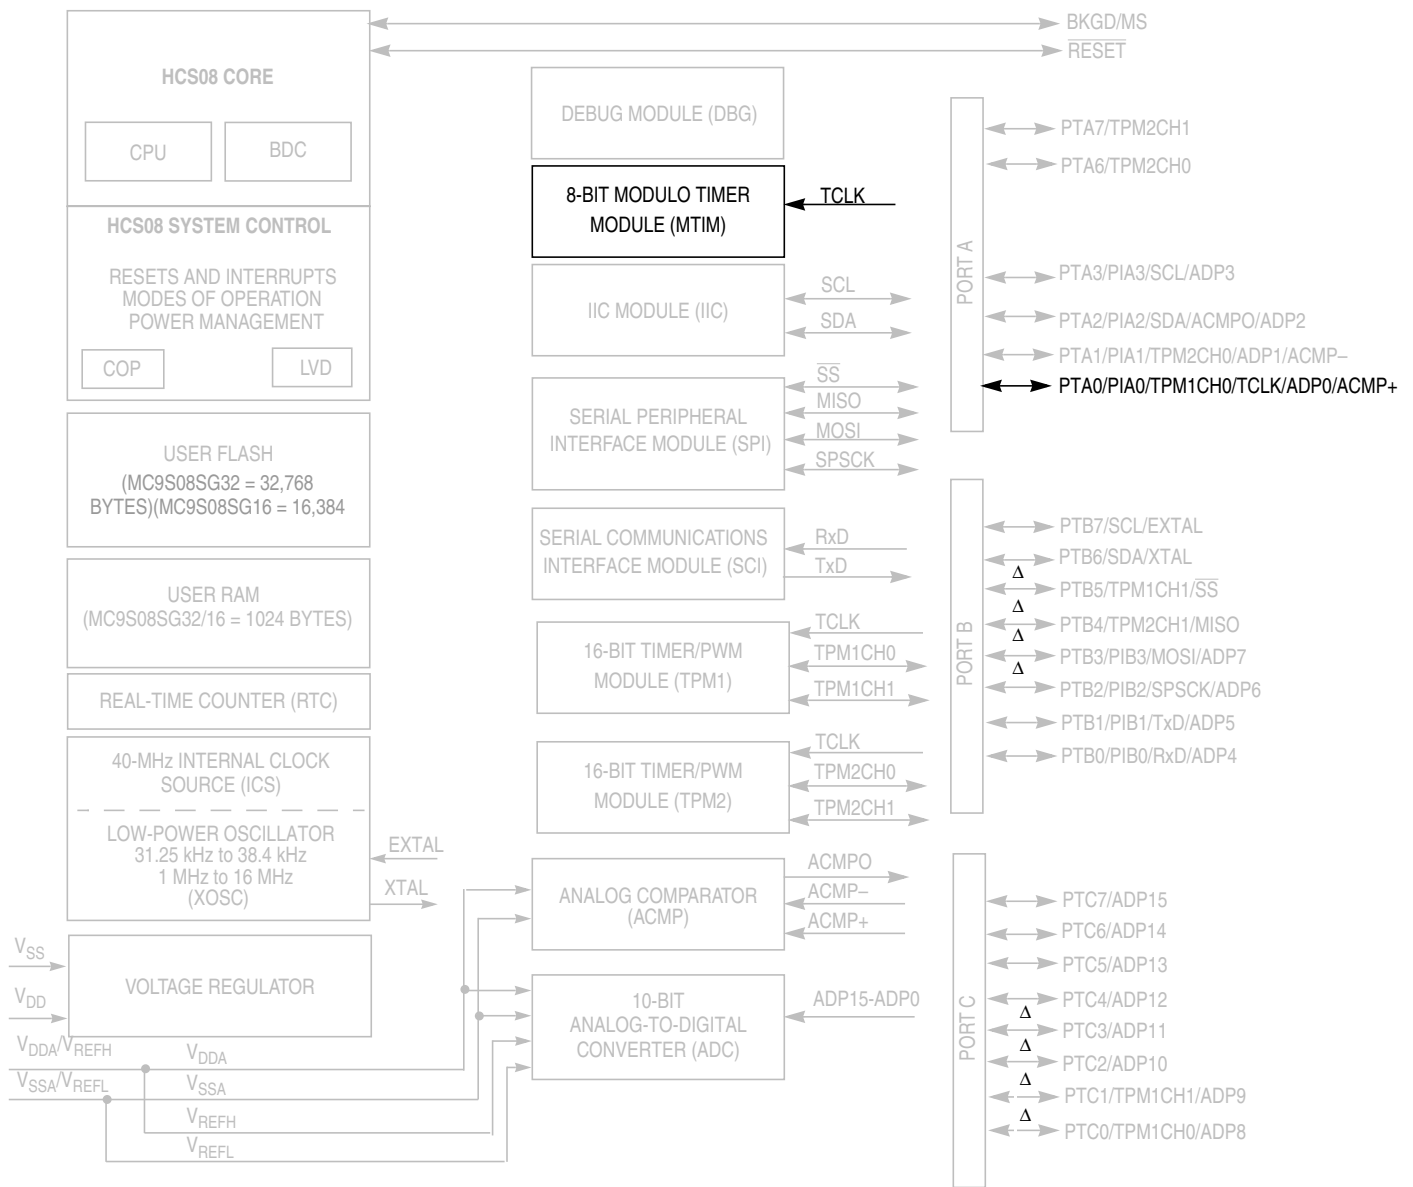 BKGD/MS
RESET
HCS08 CORE
CPU
BDC
HCS08 SYSTEM CONTROL
RESETS AND INTERRUPTS
MODES OF OPERATION
POWER MANAGEMENT
COP
LVD
USER FLASH
(MC9S08SG32 = 32,768
BYTES)(MC9S08SG16 = 16,384
USER RAM
(MC9S08SG32/16 = 1024 BYTES)
REAL-TIME COUNTER (RTC)
40-MHz INTERNAL CLOCK
SOURCE (ICS)
LOW-POWER OSCILLATOR
31.25 kHz to 38.4 kHz
1 MHz to 16 MHz
(XOSC)
EXTAL
XTAL
VSS
VDD
VOLTAGE REGULATOR
VDDA/VREFH
VSSA/VREFL
VDDA
VSSA
VREFH
VREFL
DEBUG MODULE (DBG)
8-BIT MODULO TIMER
MODULE (MTIM)
TCLK
IIC MODULE (IIC)
SCL
SDA
SERIAL PERIPHERAL
INTERFACE MODULE (SPI)
SS
MISO
MOSI
SPSCK
SERIAL COMMUNICATIONS
INTERFACE MODULE (SCI)
RxD
TxD
16-BIT TIMER/PWM
MODULE (TPM1)
TCLK
TPM1CH0
TPM1CH1
16-BIT TIMER/PWM
MODULE (TPM2)
TCLK
TPM2CH0
TPM2CH1
ANALOG COMPARATOR
(ACMP)
ACMPO
ACMP–
ACMP+
10-BIT
ANALOG-TO-DIGITAL
CONVERTER (ADC)
ADP15-ADP0
PORT A
PTA7/TPM2CH1
PTA6/TPM2CH0
PTA3/PIA3/SCL/ADP3
PTA2/PIA2/SDA/ACMPO/ADP2
PTA1/PIA1/TPM2CH0/ADP1/ACMP–
PTA0/PIA0/TPM1CH0/TCLK/ADP0/ACMP+
PORT B
PTB7/SCL/EXTAL
PTB6/SDA/XTAL
Δ
PTB5/TPM1CH1/SS
Δ
PTB4/TPM2CH1/MISO
Δ
PTB3/PIB3/MOSI/ADP7
Δ
PTB2/PIB2/SPSCK/ADP6
PTB1/PIB1/TxD/ADP5
PTB0/PIB0/RxD/ADP4
PORT C
PTC7/ADP15
PTC6/ADP14
PTC5/ADP13
PTC4/ADP12
Δ
PTC3/ADP11
Δ
PTC2/ADP10
Δ
PTC1/TPM1CH1/ADP9
Δ
PTC0/TPM1CH0/ADP8